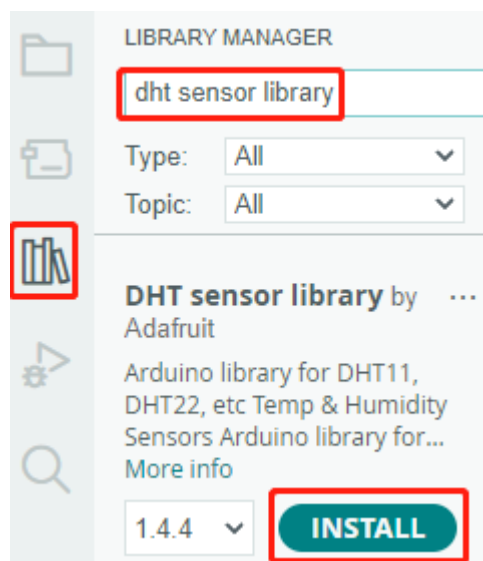 LIBRARY MANAGER
dht sensor library
Type: All
Topic: All
DHT sensor library by ...
Adafruit
Arduino library for DHT11,
DHT22, etc Temp & Humidity
Sensors Arduino library for...
More info
1.4.4 INSTALL